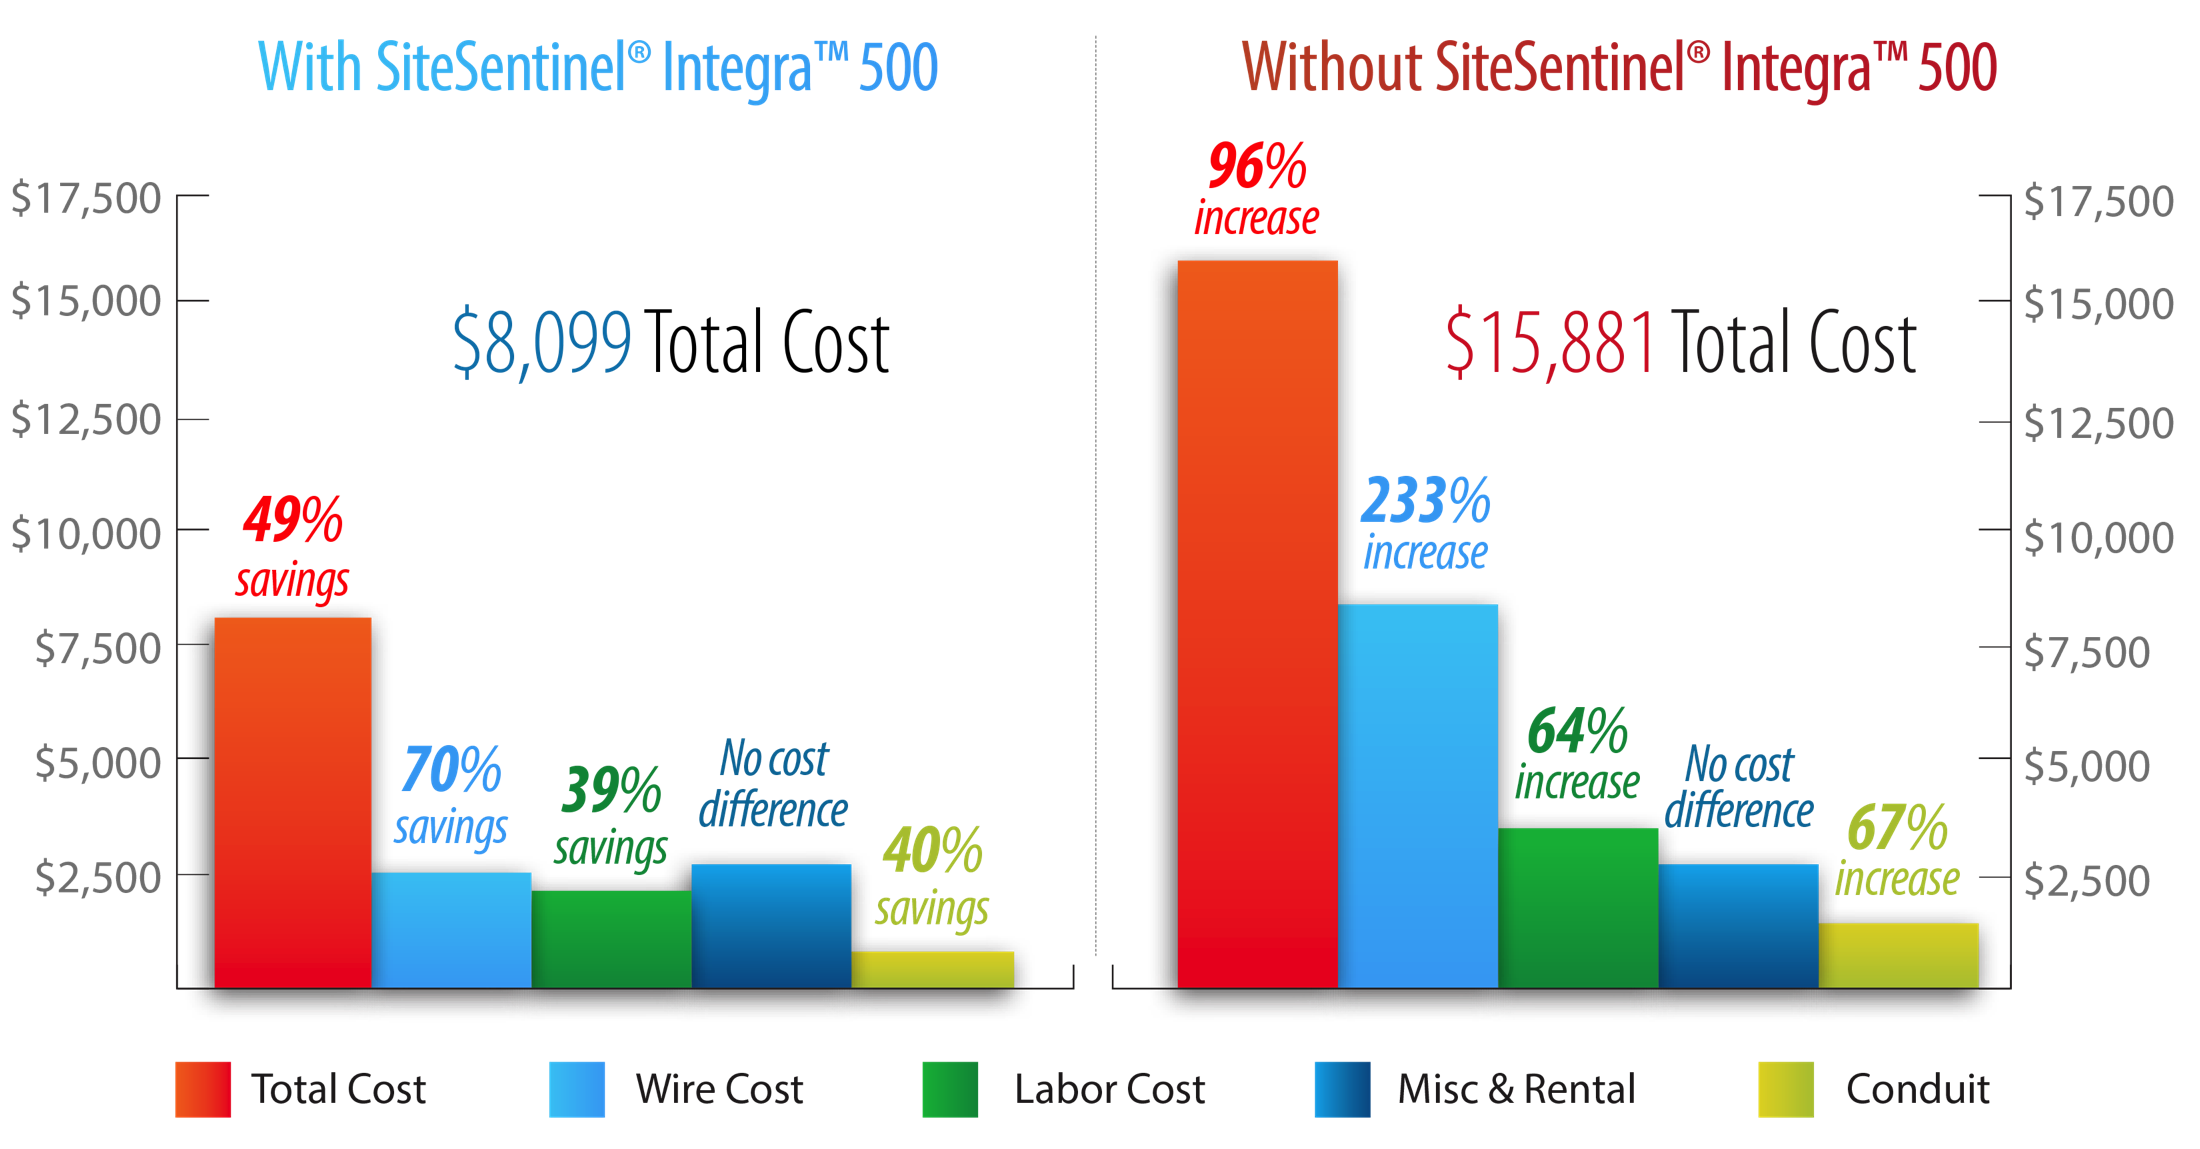 With SiteSentinel® Integra™ 500
Without SiteSentinel® Integra™ 500
$17,500
$15,000
$12,500
$10,000
$7,500
$5,000
$2,500
$8,099 Total Cost
49%
savings
70%
savings
39%
savings
No cost
difference
40%
savings
96%
increase
$15,881 Total Cost
233%
increase
64%
increase
No cost
difference
67%
increase
$17,500
$15,000
$12,500
$10,000
$7,500
$5,000
$2,500
Total Cost
Wire Cost
Labor Cost
Misc & Rental
Conduit